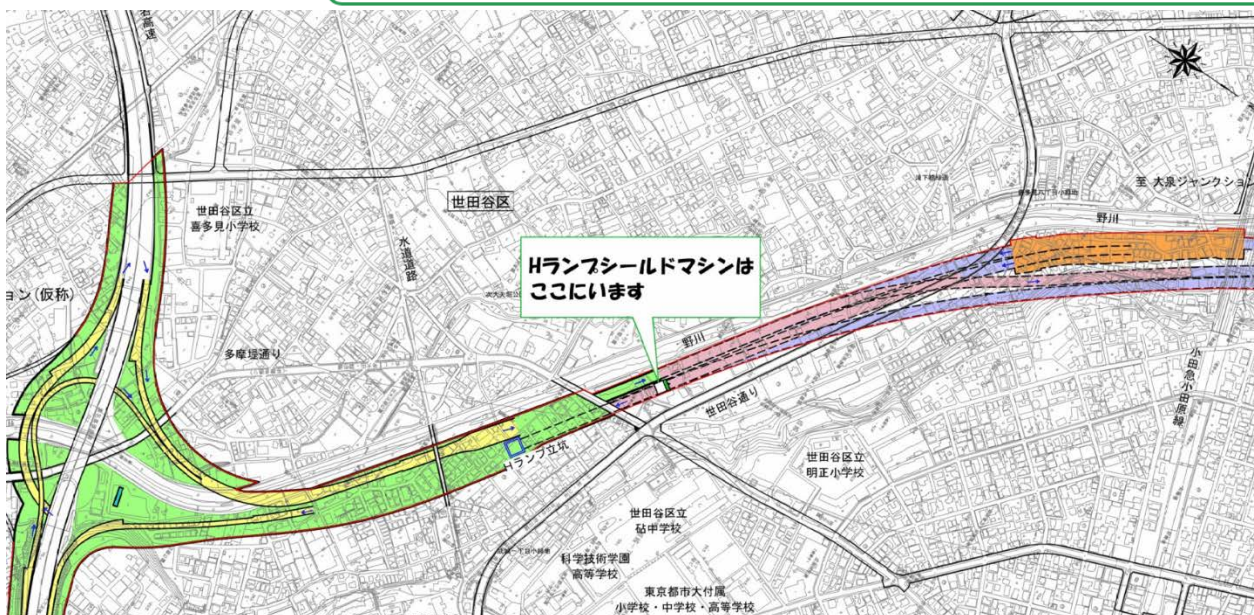 若高速
世田谷区立
喜多見小学校
世田谷区
水道道路
ョン(仮称)
多摩堤通り
Hランプシールドマシンは
ここにいます
野川
至 大泉ジャンクション
野川
世田谷通り
小田急小田原線
Hランプ立坑
世田谷区立
明正小学校
世田谷区立
砧中学校
科学技術学園
高等学校
東京都市大付属
小学校・中学校・高等学校